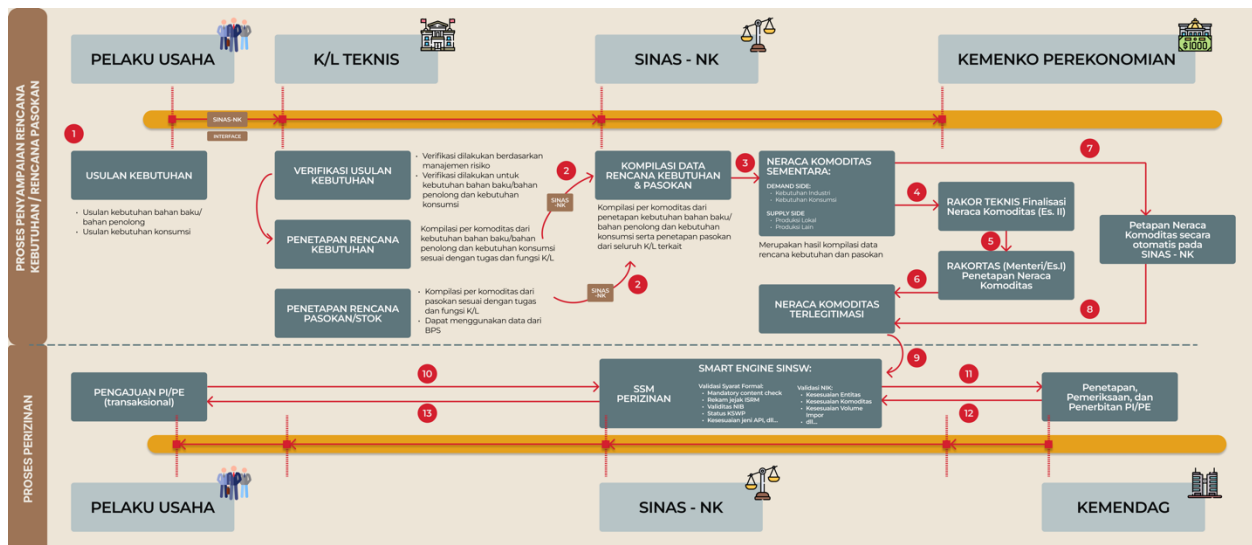 PROSES PENYAMPAIAN RENCANA
KEBUTUHAN / RENCANA PASOKAN
PELAKU USAHA
K/L TEKNIS
SINAS - NK
KEMENKO PEREKONOMIAN
$1000
SINAS-NK
INTERFACE
1
USULAN KEBUTUHAN
• Usulan kebutuhan bahan baku/
bahan penolong
• Usulan kebutuhan konsumsi
VERIFIKASI USULAN
KEBUTUHAN
• Verifikasi dilakukan berdasarkan
manajemen risiko
• Verifikasi dilakukan untuk
kebutuhan bahan baku/bahan
penolong dan kebutuhan
konsumsi
PENETAPAN RENCANA
KEBUTUHAN
Kompilasi per komoditas dari
kebutuhan bahan baku/bahan
penolong dan kebutuhan konsumsi
sesuai dengan tugas dan fungsi K/L
PENETAPAN RENCANA
PASOKAN/STOK
• Kompilasi per komoditas dari
pasokan sesuai dengan tugas
dan fungsi K/L
• Dapat menggunakan data dari
BPS
2
SINAS
-NK
SINAS
-NK
2
KOMPILASI DATA
RENCANA KEBUTUHAN
& PASOKAN
Kompilasi per komoditas dari
penetapan kebutuhan bahan baku/
bahan penolong dan kebutuhan
konsumsi serta penetapan pasokan
dari seluruh K/L terkait
3
NERACA KOMODITAS
SEMENTARA:
DEMAND SIDE:
• Kebutuhan Industri
• Kebutuhan Konsumsi
SUPPLY SIDE
• Produksi Lokal
• Produksi Lain
Merupakan hasil kompilasi data
rencana kebutuhan dan pasokan
4
RAKOR TEKNIS Finalisasi
Neraca Komoditas (Es. II)
5
RAKORTAS (Menteri/Es.I)
Penetapan Neraca
Komoditas
6
NERACA KOMODITAS
TERLEGITIMASI
7
Petapan Neraca
Komoditas secara
otomatis pada
SINAS - NK
8
9
PROSES PERIZINAN
PENGAJUAN PI/PE
(transaksional)
10
13
SMART ENGINE SINSW:
SSM
PERIZINAN
Validasi Syarat Formal:
• Mandatory content check
• Rekam Jejak ISRM
• Validitas NIB
• Status KSWP
• Kesesuaian jeni API, dll...
Validasi NIK:
• Kesesuaian Entitas
• Kesesuaian Komoditas
• Kesesuaian Volume
Impor
• dll...
11
12
Penetapan,
Pemeriksaan, dan
Penerbitan PI/PE
PELAKU USAHA
SINAS - NK
KEMENDAG